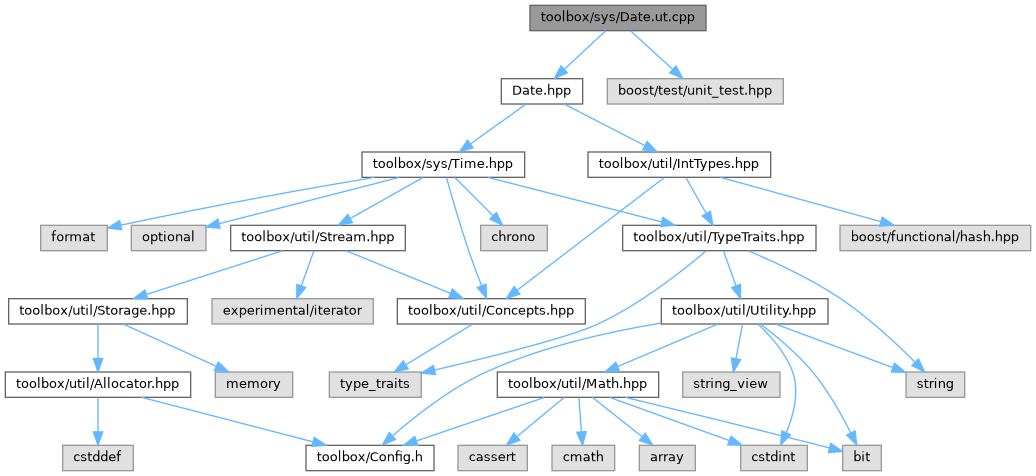 toolbox/sys/Date.ut.cpp
Date.hpp
boost/test/unit_test.hpp
toolbox/sys/Time.hpp
toolbox/util/IntTypes.hpp
format
optional
toolbox/util/Stream.hpp
chrono
toolbox/util/TypeTraits.hpp
boost/functional/hash.hpp
toolbox/util/Storage.hpp
experimental/iterator
toolbox/util/Concepts.hpp
toolbox/util/Utility.hpp
toolbox/util/Allocator.hpp
memory
type_traits
toolbox/util/Math.hpp
string_view
string
cstddef
toolbox/Config.h
cassert
cmath
array
cstdint
bit